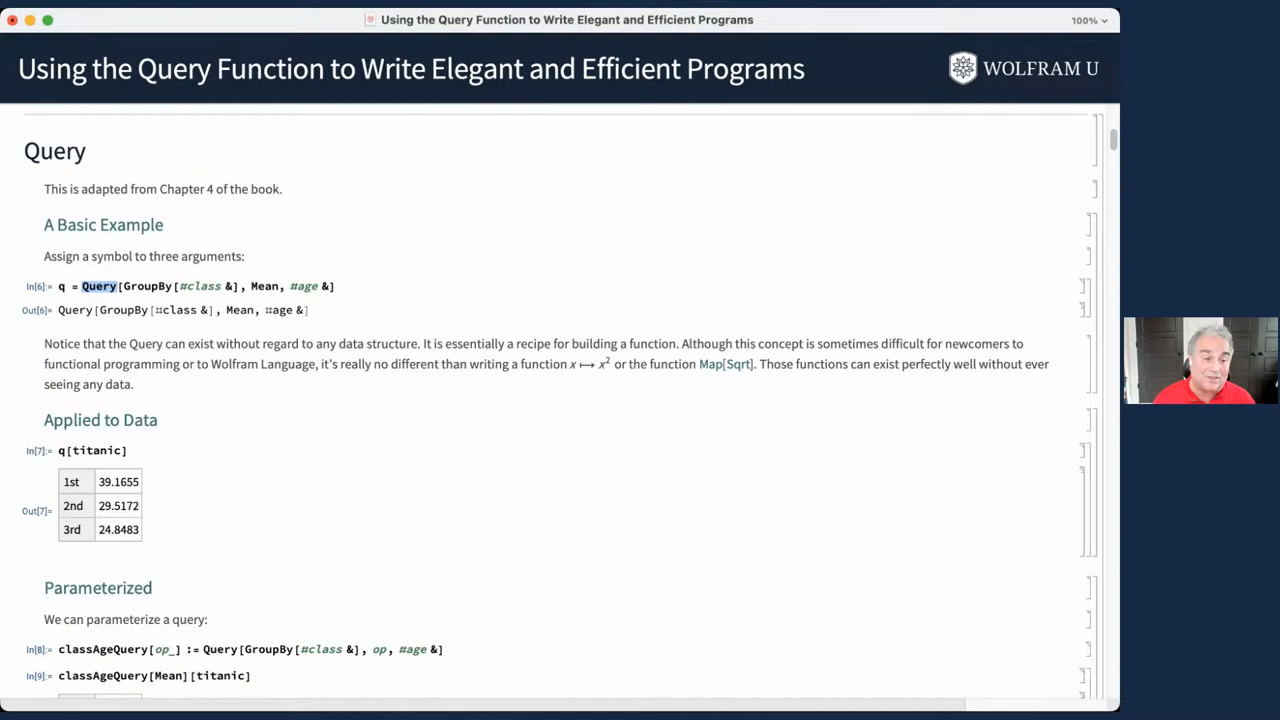 Using the Query Function to Write Elegant and Efficient Programs
100%
Using the Query Function to Write Elegant and Efficient Programs
WOLFRAM U
Query
This is adapted from Chapter 4 of the book.
A Basic Example
Assign a symbol to three arguments:
In[6]:= q = Query[GroupBy[#class &], Mean, #age &]
Out[6]= Query[GroupBy[#class &], Mean, #age &]
Notice that the Query can exist without regard to any data structure. It is essentially a recipe for building a function. Although this concept is sometimes difficult for newcomers to
functional programming or to Wolfram Language, it's really no different than writing a function x ↦ x² or the function Map[Sqrt]. Those functions can exist perfectly well without ever
seeing any data.
Applied to Data
In[7]:= q[titanic]
1st 39.1655
2nd 29.5172
Out[7]=
3rd 24.8483
Parameterized
We can parameterize a query:
In[8]:= classAgeQuery[op_] := Query[GroupBy[#class &], op, #age &]
In[9]:= classAgeQuery[Mean][titanic]